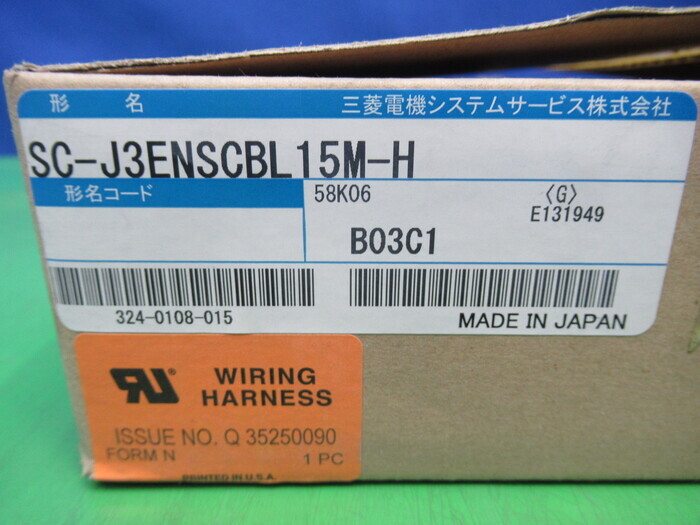 形 名 三菱電機システムサービス株式会社
SC-J3ENSCBL15M-H
形名コード 58K06 〈G〉
E131949
B03C1
324-0108-015 MADE IN JAPAN
RU WIRING
HARNESS
ISSUE NO. Q 35250090
FORM N 1 PC
PRINTED IN U.S.A.